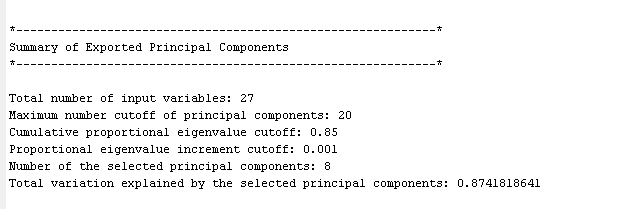 *------------------------------------------------------------*
Summary of Exported Principal Components
*------------------------------------------------------------*
Total number of input variables: 27
Maximum number cutoff of principal components: 20
Cumulative proportional eigenvalue cutoff: 0.85
Proportional eigenvalue increment cutoff: 0.001
Number of the selected principal components: 8
Total variation explained by the selected principal components: 0.8741818641